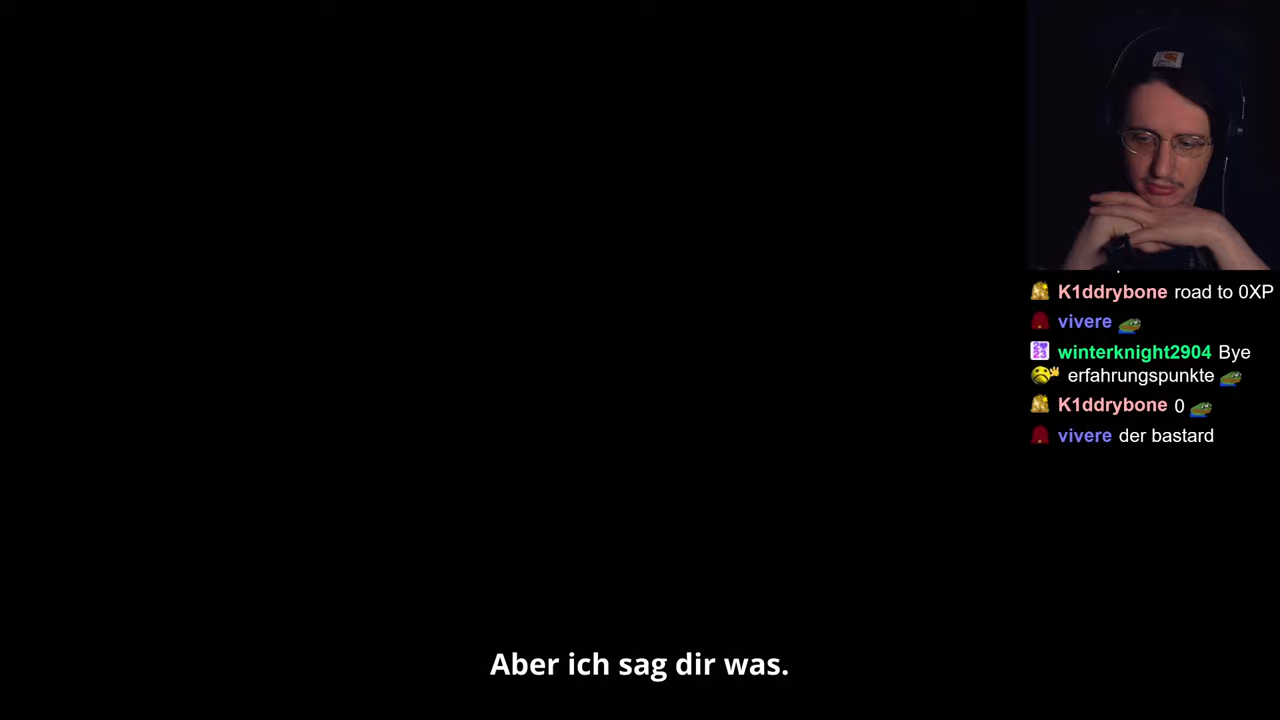 K1ddrybone road to 0XP
vivere
winterknight2904 Bye
erfahrungspunkte
K1ddrybone 0
vivere der bastard
Aber ich sag dir was.